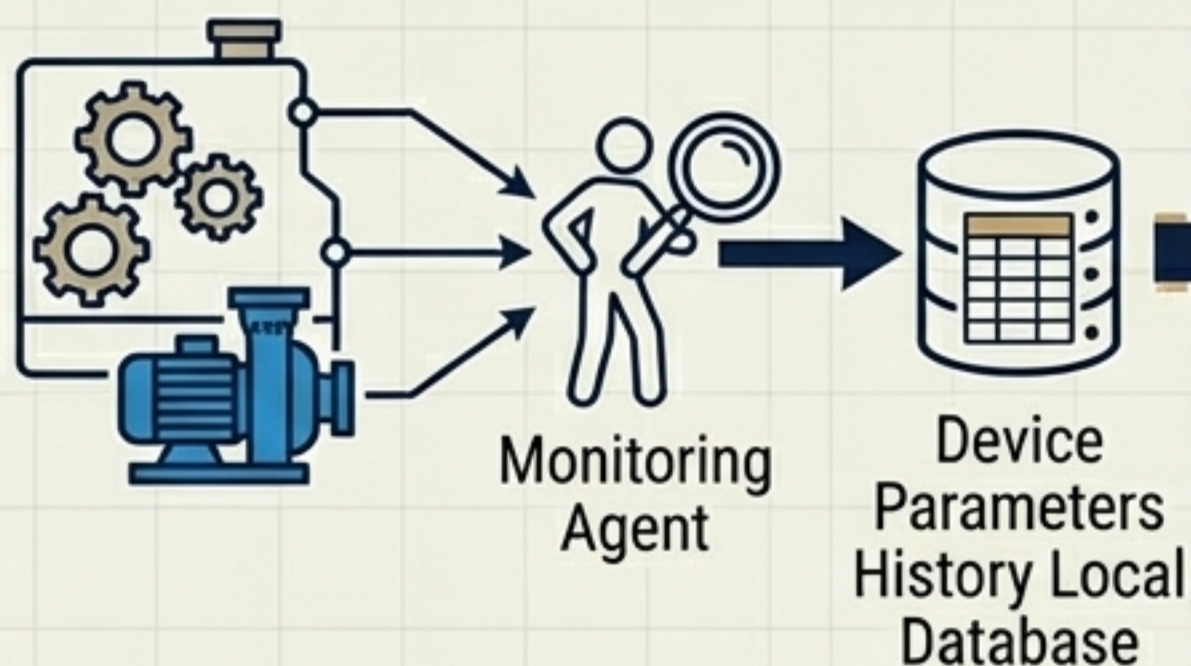 Monitoring
Agent
Device
Parameters
History Local
Database